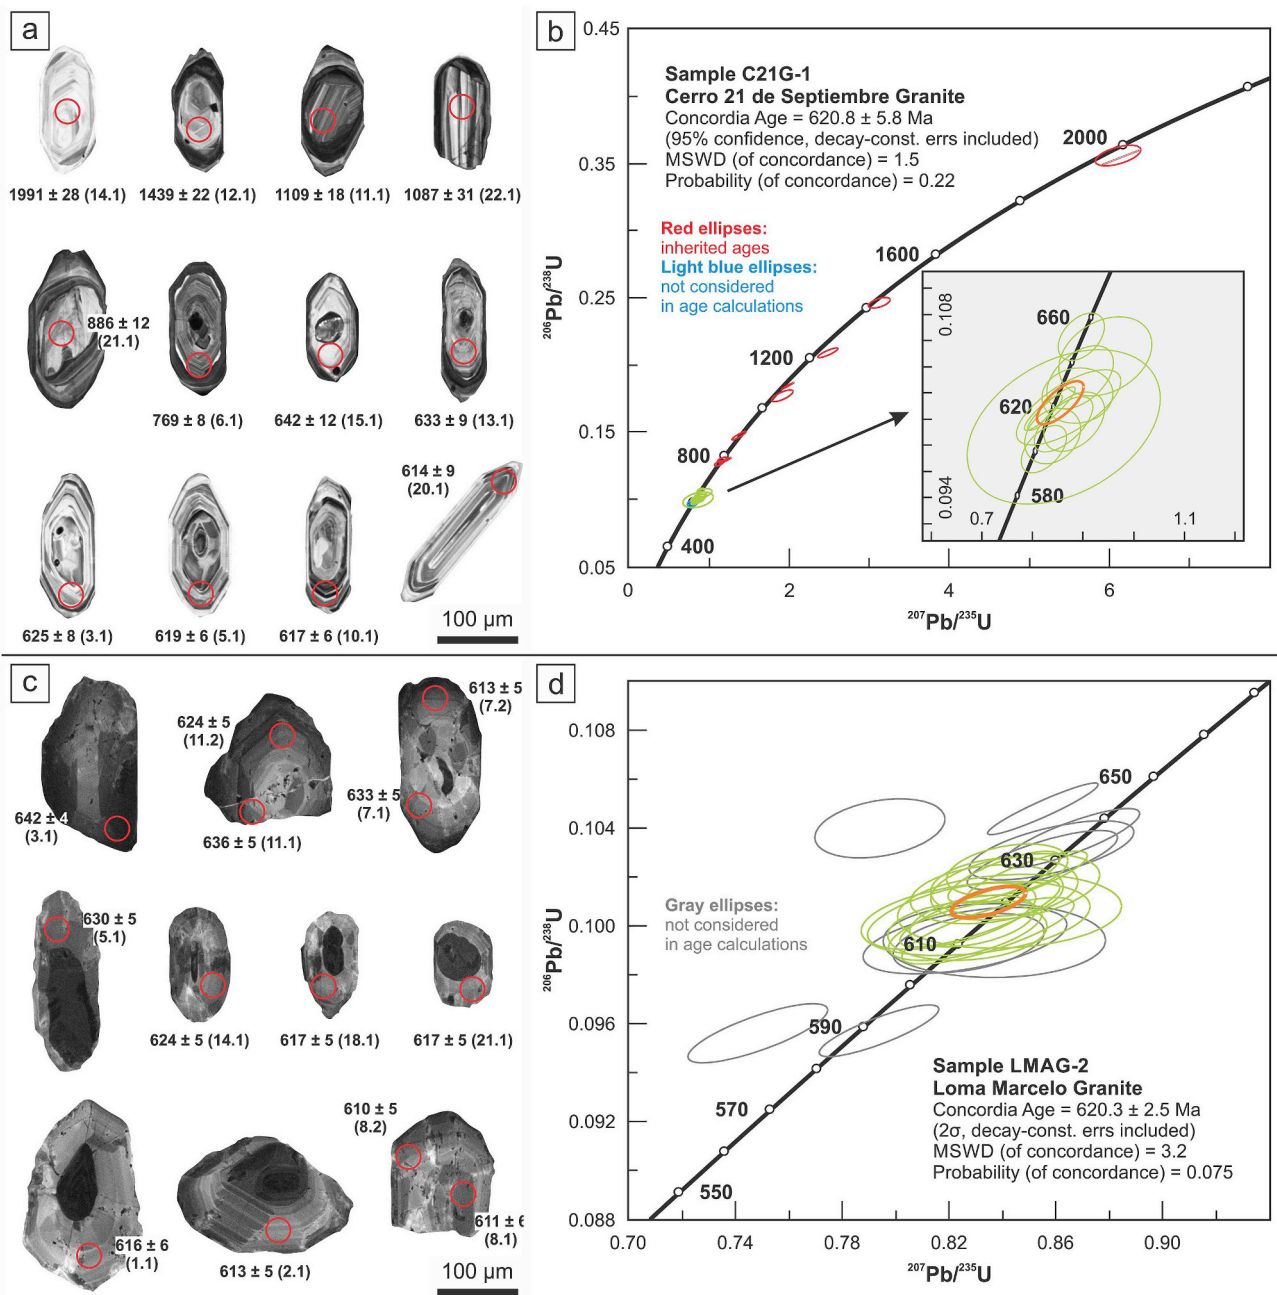 a
1991 ± 28 (14.1)
1439 ± 22 (12.1)
1109 ± 18 (11.1)
1087 ± 31 (22.1)
886 ± 12
(21.1)
769 ± 8 (6.1)
642 ± 12 (15.1)
633 ± 9 (13.1)
614 ± 9
(20.1)
625 ± 8 (3.1)
619 ± 6 (5.1)
617 ± 6 (10.1)
100 µm
b
0.45
0.35
0.25
0.15
0.05
²⁰⁶Pb/²³⁸U
Sample C21G-1
Cerro 21 de Septiembre Granite
Concordia Age = 620.8 ± 5.8 Ma
(95% confidence, decay-const. errs included)
MSWD (of concordance) = 1.5
Probability (of concordance) = 0.22
Red ellipses:
inherited ages
Light blue ellipses:
not considered
in age calculations
2000
1600
1200
800
400
0.108
0.094
660
620
580
0.7
1.1
0
2
4
6
²⁰⁷Pb/²³⁵U
c
613 ± 5
(7.2)
624 ± 5
(11.2)
633 ± 5
(7.1)
642 ± 4
(3.1)
636 ± 5 (11.1)
630 ± 5
(5.1)
624 ± 5 (14.1)
617 ± 5 (18.1)
617 ± 5 (21.1)
610 ± 5
(8.2)
616 ± 6
(1.1)
613 ± 5 (2.1)
611 ± 6
(8.1)
100 µm
d
0.108
0.104
0.100
0.096
0.092
0.088
²⁰⁶Pb/²³⁸U
650
630
610
590
570
550
Gray ellipses:
not considered
in age calculations
Sample LMAG-2
Loma Marcelo Granite
Concordia Age = 620.3 ± 2.5 Ma
(2σ, decay-const. errs included)
MSWD (of concordance) = 3.2
Probability (of concordance) = 0.075
0.70
0.74
0.78
0.82
0.86
0.90
²⁰⁷Pb/²³⁵U